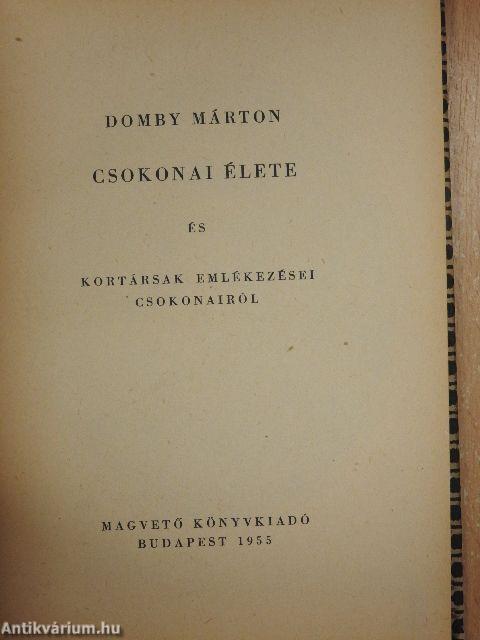 DOMBY MÁRTON
CSOKONAI ÉLETE
ÉS
KORTÁRSAK EMLÉKEZÉSEI
CSOKONAIRÓL
MAGVETŐ KÖNYVKIADÓ
BUDAPEST 1955
Antikvárium.hu